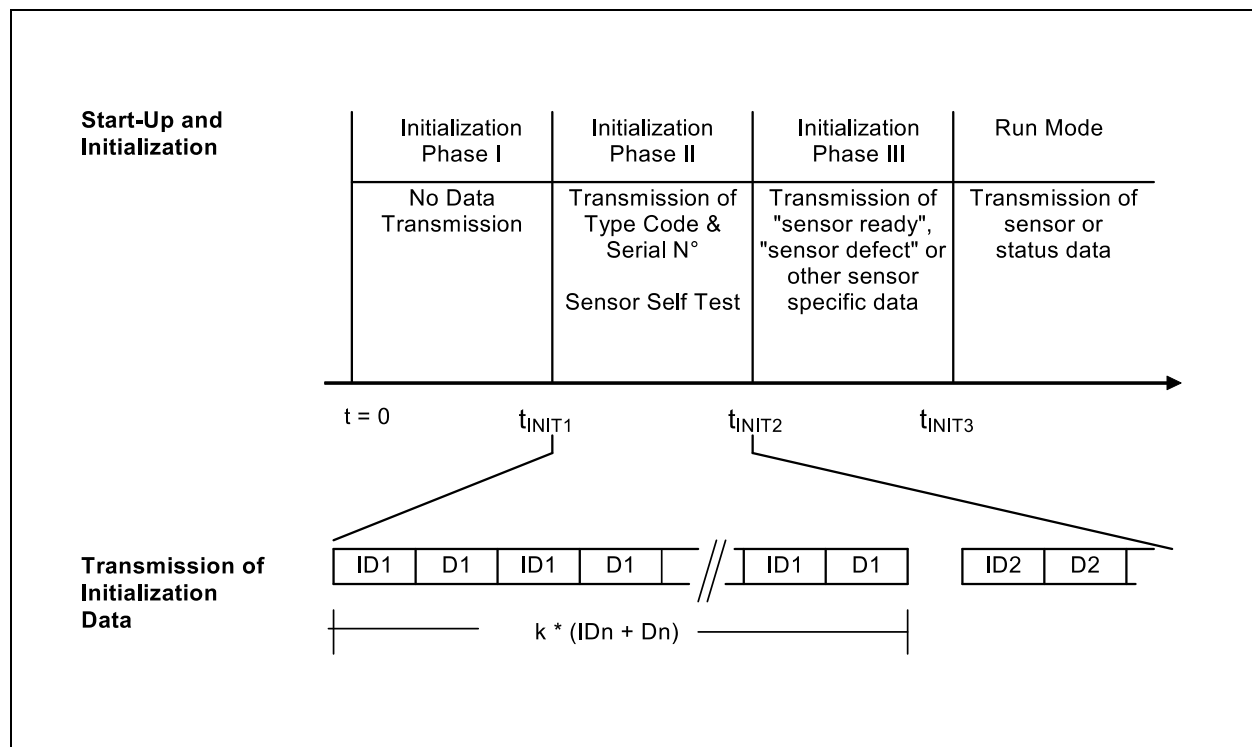 Start-Up and
Initialization
Initialization
Phase I
Initialization
Phase II
Initialization
Phase III
Run Mode
No Data
Transmission
Transmission of
Type Code &
Serial N°
Sensor Self Test
Transmission of
"sensor ready",
"sensor defect" or
other sensor
specific data
Transmission of
sensor or
status data
t = 0
tINIT1
tINIT2
tINIT3
Transmission of
Initialization
Data
ID1 D1 ID1 D1 ID1 D1 ID2 D2
k * (IDn + Dn)